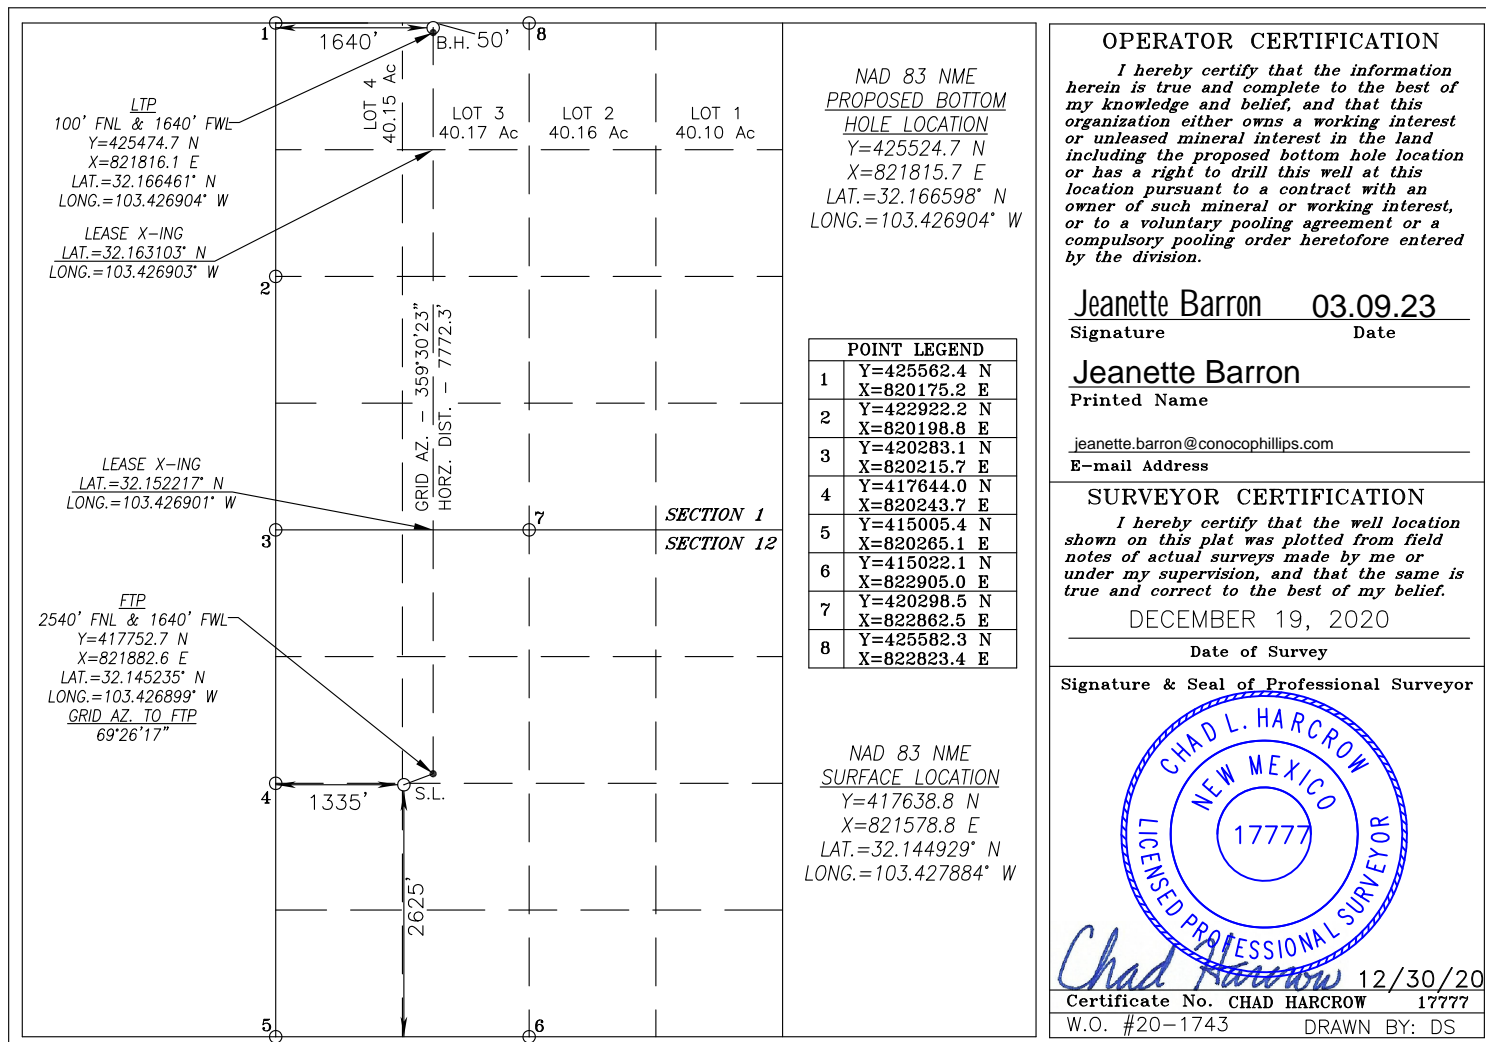 1
1640'
B.H. 50'
8
LTP
100' FNL & 1640' FWL
Y=425474.7 N
X=821816.1 E
LAT.=32.166461° N
LONG.=103.426904° W
LOT 4
40.15 Ac
LOT 3
40.17 Ac
LOT 2
40.16 Ac
LOT 1
40.10 Ac
LEASE X-ING
LAT.=32.163103° N
LONG.=103.426903° W
2
GRID AZ. - 359°30'23"
HORZ. DIST. - 7772.3'
LEASE X-ING
LAT.=32.152217° N
LONG.=103.426901° W
3
7
SECTION 1
SECTION 12
FTP
2540' FNL & 1640' FWL
Y=417752.7 N
X=821882.6 E
LAT.=32.145235° N
LONG.=103.426899° W
GRID AZ. TO FTP
69°26'17"
4
1335'
S.L.
2625'
5
6
NAD 83 NME
PROPOSED BOTTOM
HOLE LOCATION
Y=425524.7 N
X=821815.7 E
LAT.=32.166598° N
LONG.=103.426904° W
POINT LEGEND
1 Y=425562.4 N
X=820175.2 E
2 Y=422922.2 N
X=820198.8 E
3 Y=420283.1 N
X=820215.7 E
4 Y=417644.0 N
X=820243.7 E
5 Y=415005.4 N
X=820265.1 E
6 Y=415022.1 N
X=822905.0 E
7 Y=420298.5 N
X=822862.5 E
8 Y=425582.3 N
X=822823.4 E
NAD 83 NME
SURFACE LOCATION
Y=417638.8 N
X=821578.8 E
LAT.=32.144929° N
LONG.=103.427884° W
OPERATOR CERTIFICATION
I hereby certify that the information
herein is true and complete to the best of
my knowledge and belief, and that this
organization either owns a working interest
or unleased mineral interest in the land
including the proposed bottom hole location
or has a right to drill this well at this
location pursuant to a contract with an
owner of such mineral or working interest,
or to a voluntary pooling agreement or a
compulsory pooling order heretofore entered
by the division.
Jeanette Barron 03.09.23
Signature Date
Jeanette Barron
Printed Name
jeanette.barron@conocophillips.com
E-mail Address
SURVEYOR CERTIFICATION
I hereby certify that the well location
shown on this plat was plotted from field
notes of actual surveys made by me or
under my supervision, and that the same is
true and correct to the best of my belief.
DECEMBER 19, 2020
Date of Survey
Signature & Seal of Professional Surveyor
CHAD L. HARCROW
NEW MEXICO
17777
LICENSED PROFESSIONAL SURVEYOR
Chad Harcrow 12/30/20
Certificate No. CHAD HARCROW 17777
W.O. #20-1743 DRAWN BY: DS